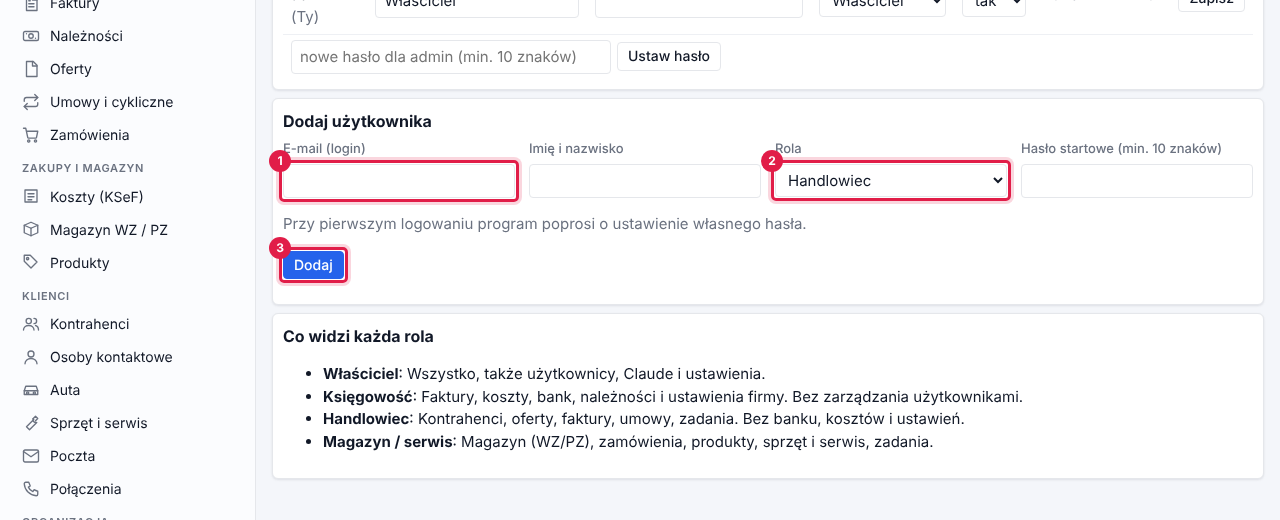 Faktury
Należności
Oferty
Umowy i cykliczne
Zamówienia
ZAKUPY I MAGAZYN
Koszty (KSeF)
Magazyn WZ / PZ
Produkty
KLIENCI
Kontrahenci
Osoby kontaktowe
Auta
Sprzęt i serwis
Poczta
Połączenia
(Ty)
Właściciel
Właściciel
tak
Zapisz
nowe hasło dla admin (min. 10 znaków)
Ustaw hasło
Dodaj użytkownika
E-mail (login)
Imię i nazwisko
Rola
Hasło startowe (min. 10 znaków)
1
2
Handlowiec
Przy pierwszym logowaniu program poprosi o ustawienie własnego hasła.
3
Dodaj
Co widzi każda rola
Właściciel: Wszystko, także użytkownicy, Claude i ustawienia.
Księgowość: Faktury, koszty, bank, należności i ustawienia firmy. Bez zarządzania użytkownikami.
Handlowiec: Kontrahenci, oferty, faktury, umowy, zadania. Bez banku, kosztów i ustawień.
Magazyn / serwis: Magazyn (WZ/PZ), zamówienia, produkty, sprzęt i serwis, zadania.